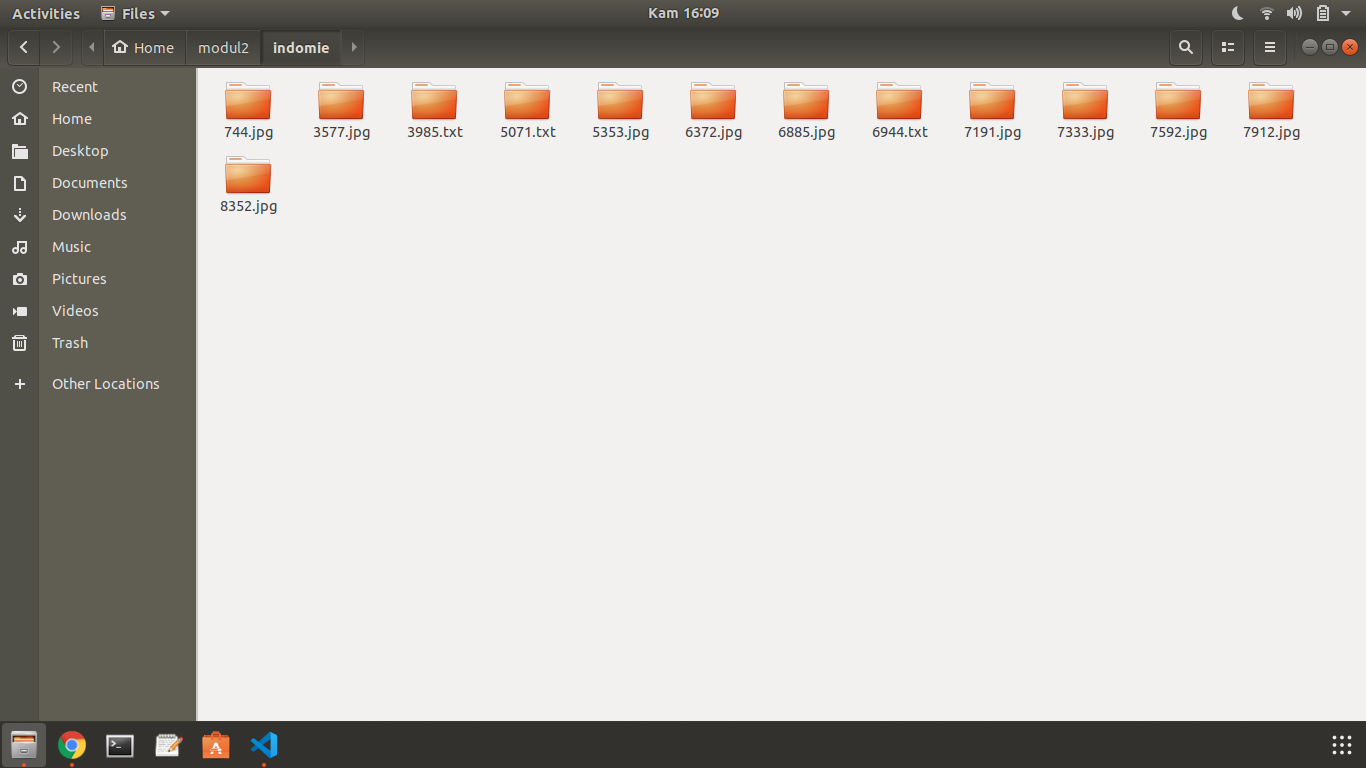 Activities Files Kam 16:09
Home modul2 indomie
Recent
Home
Desktop
Documents
Downloads
Music
Pictures
Videos
Trash
Other Locations
744.jpg 3577.jpg 3985.txt 5071.txt 5353.jpg 6372.jpg 6885.jpg 6944.txt 7191.jpg 7333.jpg 7592.jpg 7912.jpg
8352.jpg